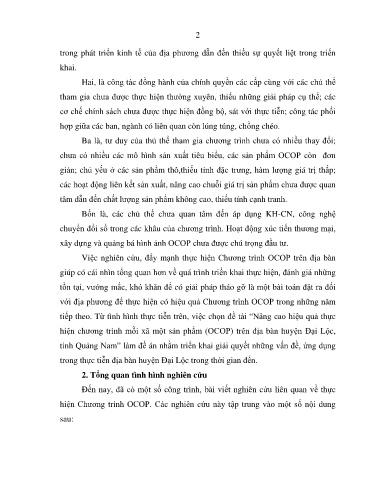 2
trong phát triển kinh tế của địa phương dẫn đến thiếu sự quyết liệt trong triển
khai.
Hai, là công tác đồng hành của chính quyền các cấp cùng với các chủ thể
tham gia chưa được thực hiện thường xuyên, thiếu những giải pháp cụ thể; các
cơ chế chính sách chưa được thực hiện đồng bộ, sát với thực tiễn; công tác phối
hợp giữa các ban, ngành có liên quan còn lúng túng, chồng chéo.
Ba là, tư duy của thủ thể tham gia chương trình chưa có nhiều thay đổi;
chưa có nhiều các mô hình sản xuất tiêu biểu, các sản phẩm OCOP còn đơn
giản; chủ yếu ở các sản phẩm thô,thiếu tính đặc trưng, hàm lượng giá trị thấp;
các hoạt động liên kết sản xuất, nâng cao chuỗi giá trị sản phẩm chưa được quan
tâm dẫn đến chất lượng sản phẩm không cao, thiếu tính cạnh tranh.
Bốn là, các chủ thể chưa quan tâm đến áp dụng KH-CN, công nghệ
chuyển đổi số trong các khâu của chương trình. Hoạt động xúc tiến thương mại,
xây dựng và quảng bá hình ảnh OCOP chưa được chú trọng đầu tư.
Việc nghiên cứu, đẩy mạnh thực hiện Chương trình OCOP trên địa bàn
giúp có cái nhìn tổng quan hơn về quá trình triển khai thực hiện, đánh giá những
tồn tại, vướng mắc, khó khăn để có giải pháp tháo gỡ là một bài toán đặt ra đối
với địa phương để thực hiện có hiệu quả Chương trình OCOP trong những năm
tiếp theo. Từ tình hình thực tiễn trên, việc chọn đề tài “Nâng cao hiệu quả thực
hiện chương trình mỗi xã một sản phẩm (OCOP) trên địa bàn huyện Đại Lộc,
tỉnh Quảng Nam” làm đề án nhằm triển khai giải quyết những vấn đề, ứng dụng
trong thực tiễn địa bàn huyện Đại Lộc trong thời gian đến.
2. Tổng quan tình hình nghiên cứu
Đến nay, đã có một số công trình, bài viết nghiên cứu liên quan về thực
hiện Chương trình OCOP. Các nghiên cứu này tập trung vào một số nội dung
sau: